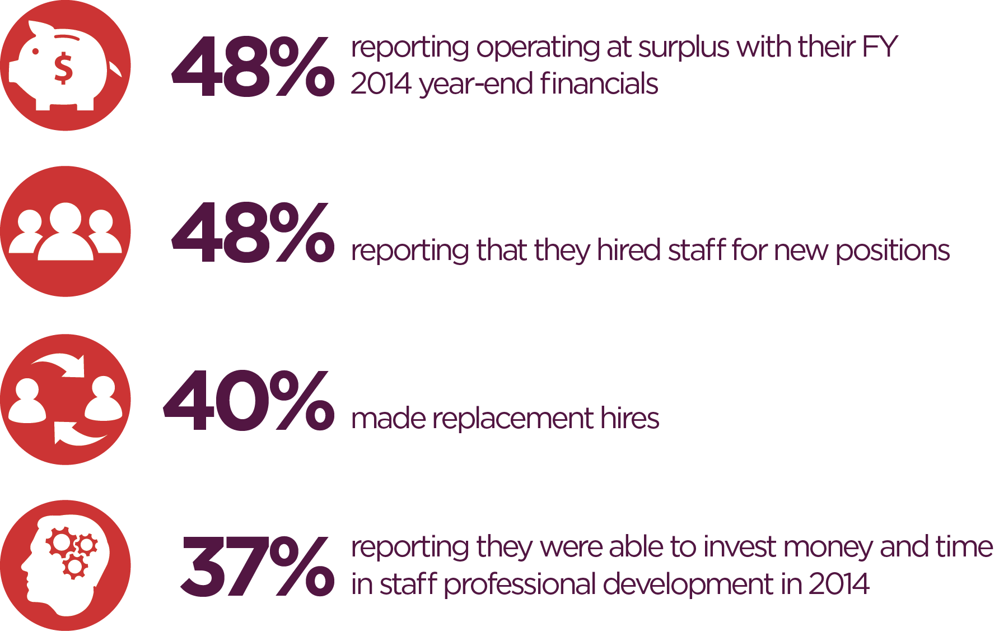 $
48% reporting operating at surplus with their FY
2014 year-end financials
48% reporting that they hired staff for new positions
40% made replacement hires
37% reporting they were able to invest money and time
in staff professional development in 2014